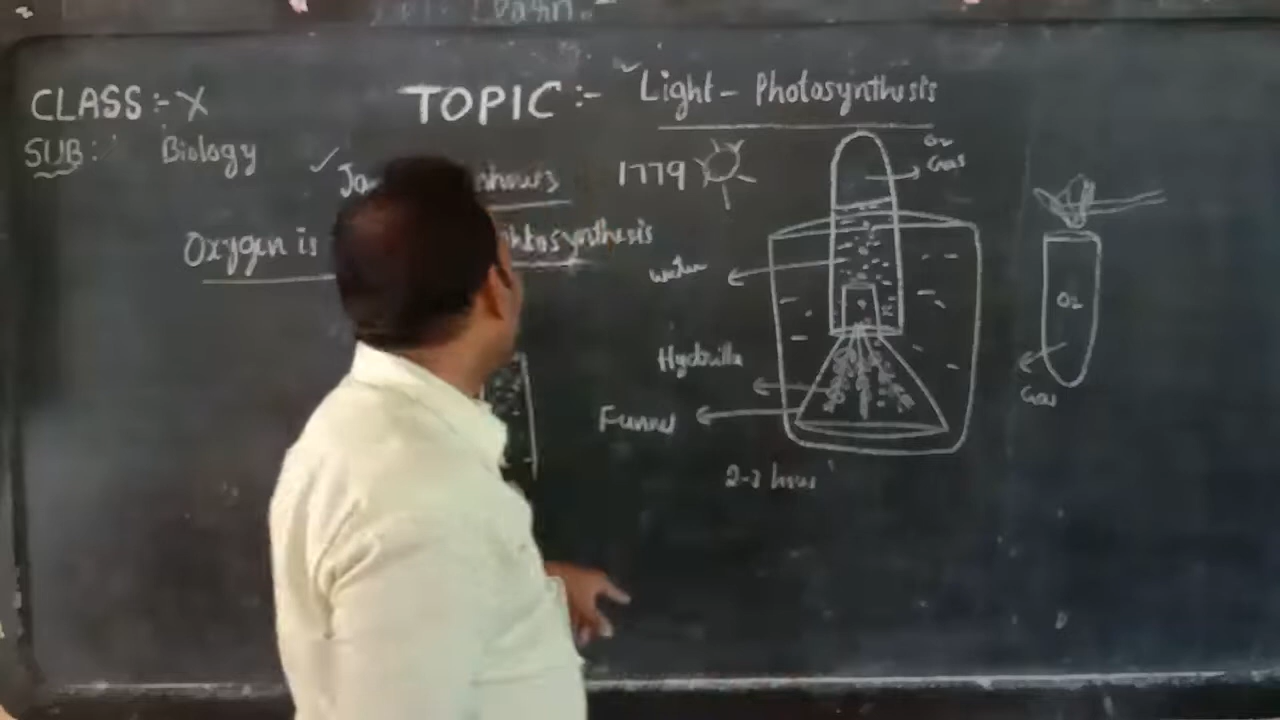 Learn
CLASS:- X
TOPIC:- Light - Photosynthesis
SUB: Biology
1779
Oxygen is
O2
Gas
water
Hydrilla
Funnel
2-3 hours
O2
Gas